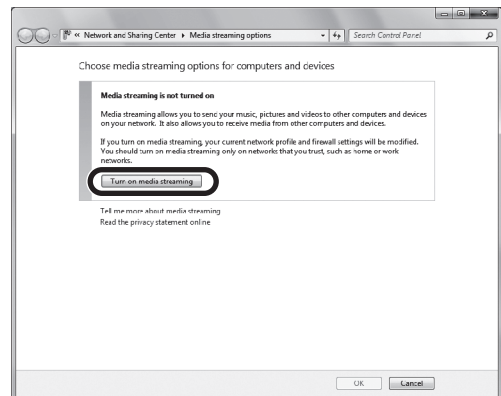 « Network and Sharing Center ▸ Media streaming options
Search Control Panel
Choose media streaming options for computers and devices
Media streaming is not turned on
Media streaming allows you to send your music, pictures and videos to other computers and devices
on your network. It also allows you to receive media from other computers and devices.
If you turn on media streaming, your current network profile and firewall settings will be modified.
You should turn on media streaming only on networks that you trust, such as home or work
networks.
Turn on media streaming
Tell me more about media streaming
Read the privacy statement online
OK
Cancel